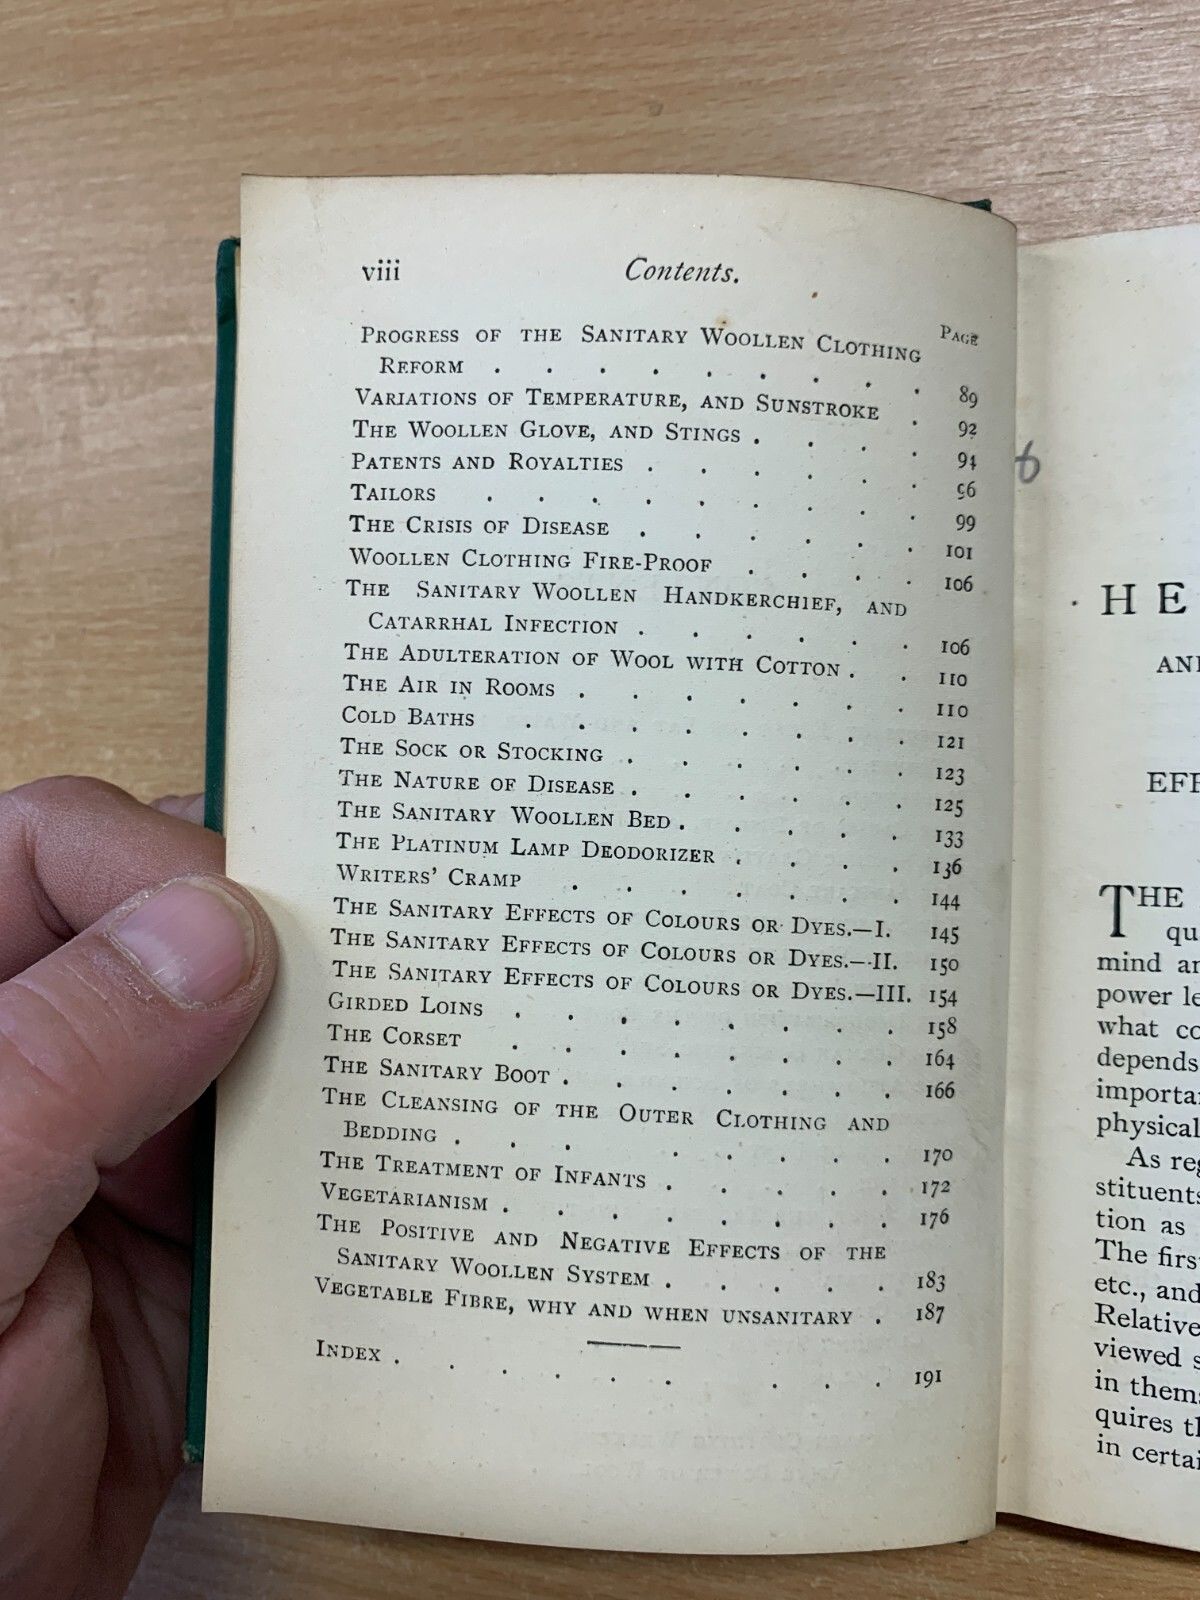 viii Contents.
PAGE
PROGRESS OF THE SANITARY WOOLLEN CLOTHING
REFORM . . . . . . . . . 89
VARIATIONS OF TEMPERATURE, AND SUNSTROKE . 92
THE WOOLLEN GLOVE, AND STINGS . . . . 94
PATENTS AND ROYALTIES . . . . . . 96
TAILORS . . . . . . . . . 99
THE CRISIS OF DISEASE . . . . . . 101
WOOLLEN CLOTHING FIRE-PROOF . . . . 106
THE SANITARY WOOLLEN HANDKERCHIEF, AND
CATARRHAL INFECTION . . . . . . 106
THE ADULTERATION OF WOOL WITH COTTON . . 110
THE AIR IN ROOMS . . . . . . . 110
COLD BATHS . . . . . . . . 121
THE SOCK OR STOCKING . . . . . . 123
THE NATURE OF DISEASE . . . . . . 125
THE SANITARY WOOLLEN BED . . . . . 133
THE PLATINUM LAMP DEODORIZER . . . . 136
WRITERS' CRAMP . . . . . . . 144
THE SANITARY EFFECTS OF COLOURS OR DYES.—I. 145
THE SANITARY EFFECTS OF COLOURS OR DYES.—II. 150
THE SANITARY EFFECTS OF COLOURS OR DYES.—III. 154
GIRDED LOINS . . . . . . . . 158
THE CORSET . . . . . . . . 164
THE SANITARY BOOT . . . . . . . 166
THE CLEANSING OF THE OUTER CLOTHING AND
BEDDING . . . . . . . . 170
THE TREATMENT OF INFANTS . . . . . 172
VEGETARIANISM . . . . . . . . 176
THE POSITIVE AND NEGATIVE EFFECTS OF THE
SANITARY WOOLLEN SYSTEM . . . . . 183
VEGETABLE FIBRE, WHY AND WHEN UNSANITARY . 187
INDEX . . . . . . . . . 191
HE
AN
EFF
THE
qu
mind an
power le
what co
depends
importa
physical
As reg
stituents
tion as
The firs
etc., and
Relative
viewed s
in thems
quires th
in certai